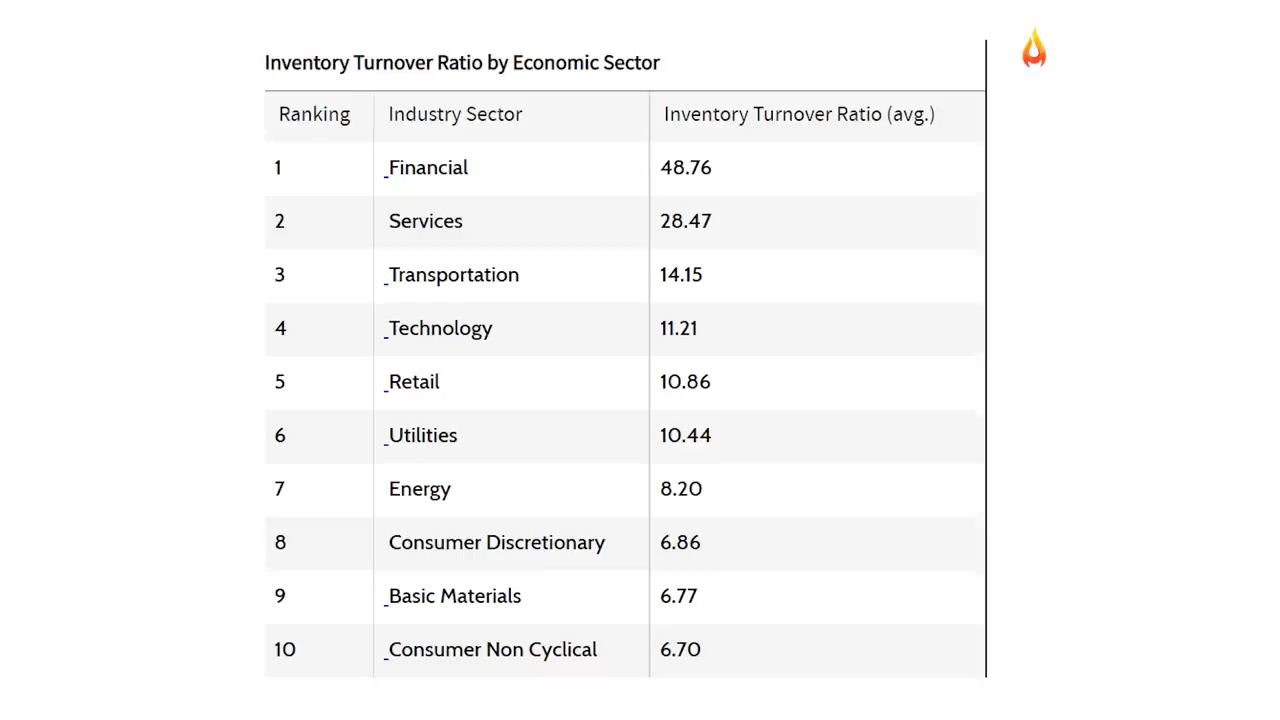 Inventory Turnover Ratio by Economic Sector
Ranking Industry Sector Inventory Turnover Ratio (avg.)
1 Financial 48.76
2 Services 28.47
3 Transportation 14.15
4 Technology 11.21
5 Retail 10.86
6 Utilities 10.44
7 Energy 8.20
8 Consumer Discretionary 6.86
9 Basic Materials 6.77
10 Consumer Non Cyclical 6.70